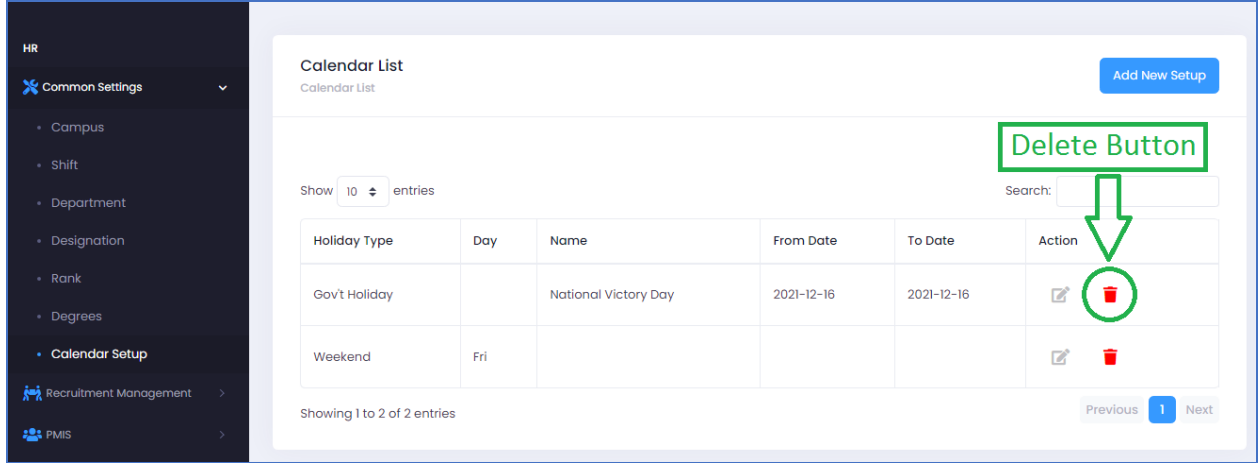 HR
Common Settings
Campus
Shift
Department
Designation
Rank
Degrees
Calendar Setup
Recruitment Management
PMIS
Calendar List
Calendar List
Add New Setup
Delete Button
Show 10 entries
Search:
Holiday Type Day Name From Date To Date Action
Gov't Holiday National Victory Day 2021-12-16 2021-12-16
Weekend Fri
Showing 1 to 2 of 2 entries
Previous 1 Next